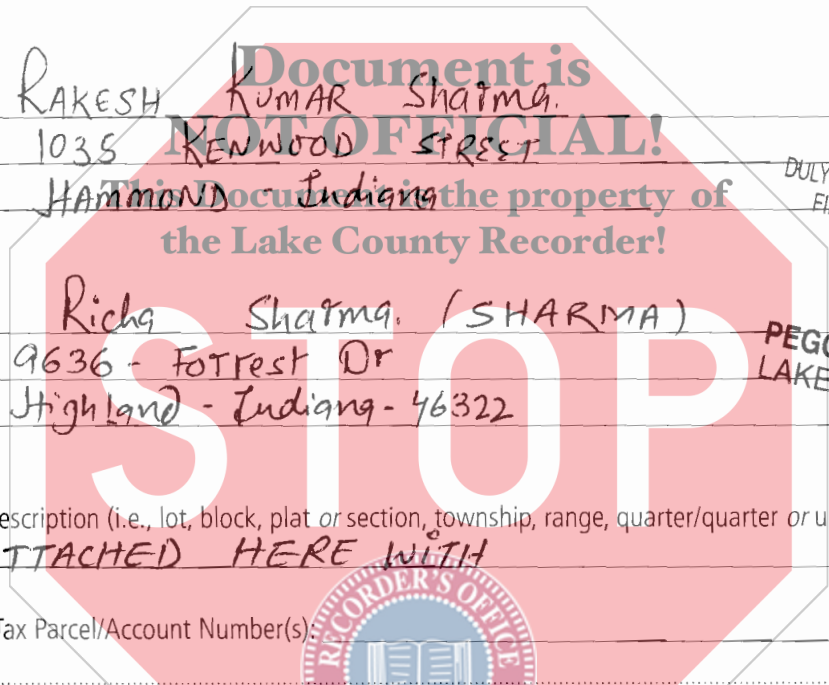 Document is
RAKESH KUMAR Sharma.
NOT OFFICIAL!
1035 KENWOOD STREET
DULY
This Document is the property of
HAMMOND - Indiana
the Lake County Recorder!
STOP
Richa Sharma. (SHARMA)
PEGG
9636 - Forrest Dr
LAKE
Highland - Indiana - 46322
escription (i.e., lot, block, plat or section, township, range, quarter/quarter or u
TTACHED HERE WITH
RECORDER'S OFFICE
Tax Parcel/Account Number(s):